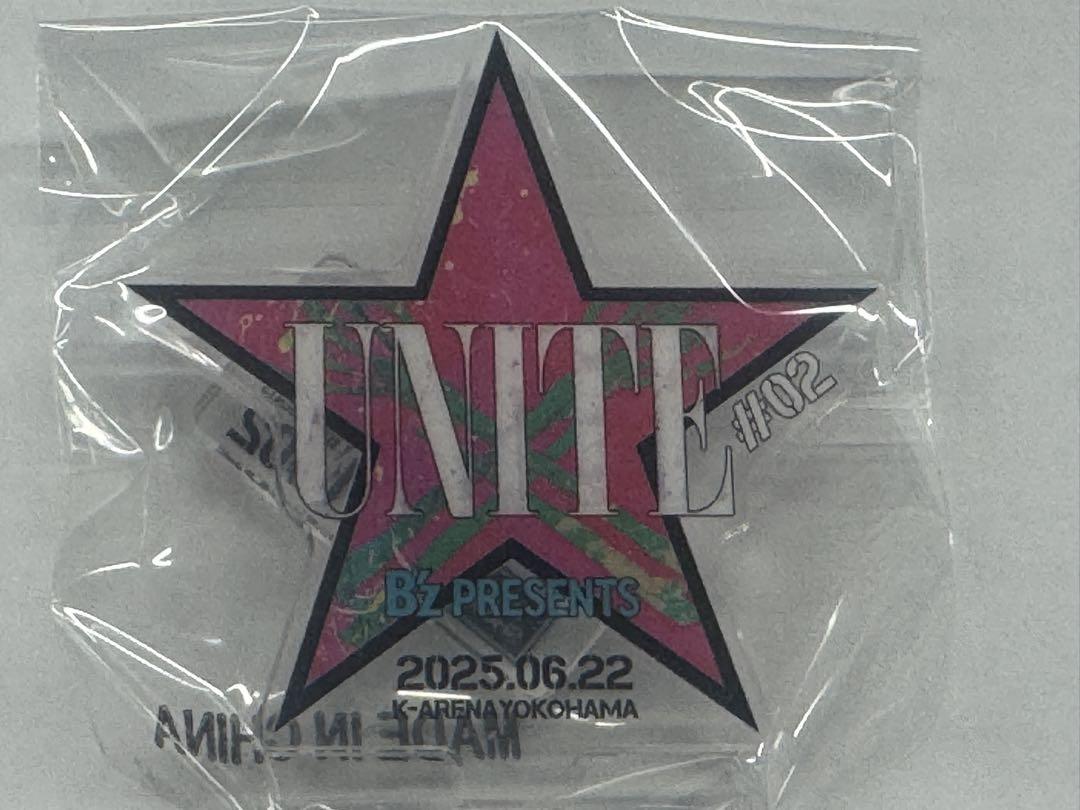 UNITE
#02
B'z PRESENTS
2025.06.22
K-ARENA YOKOHAMA
MADE IN CHINA